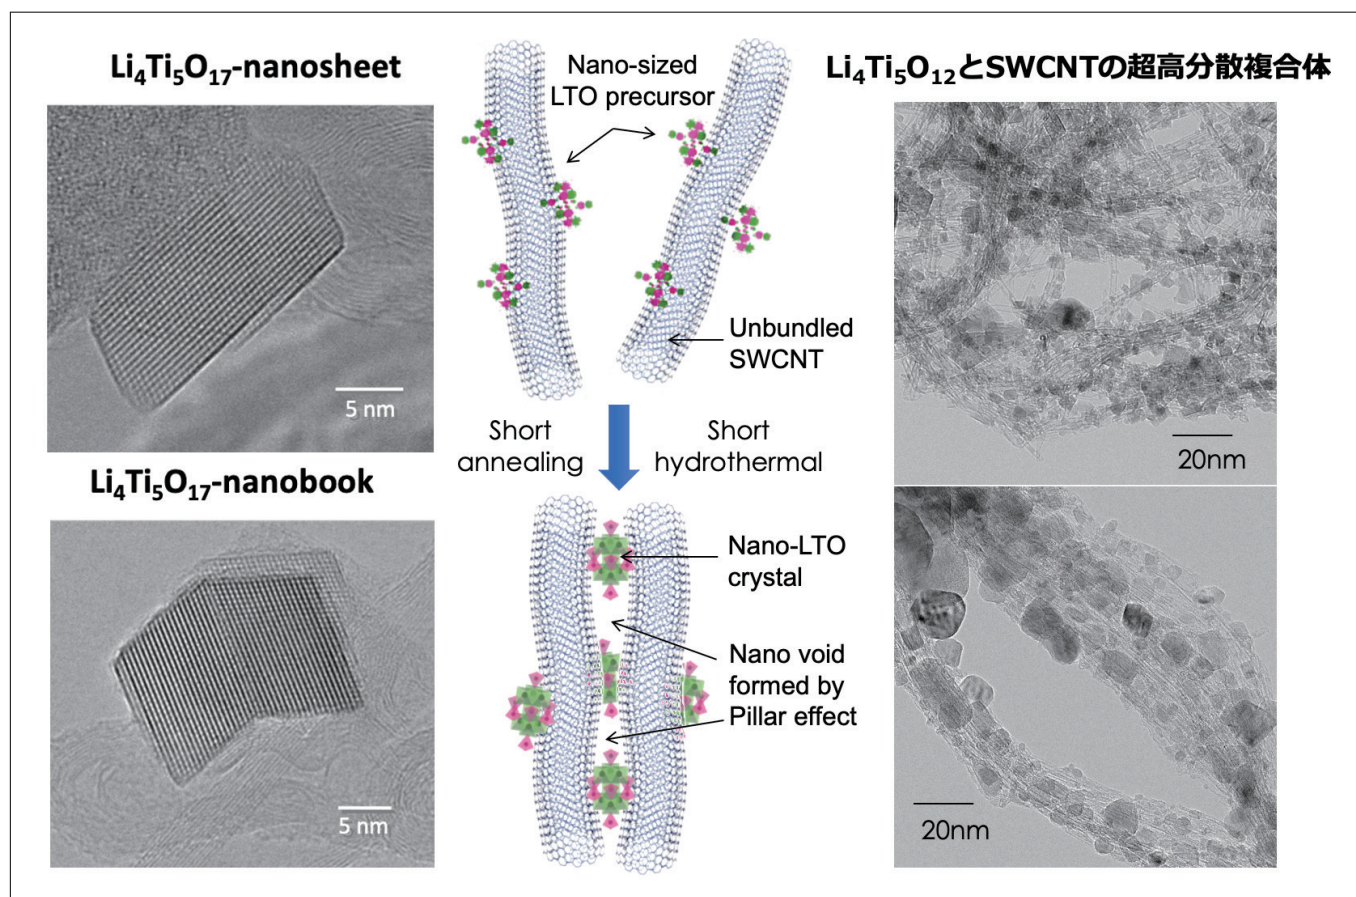 Li₄Ti₅O₁₇-nanosheet
5 nm
Li₄Ti₅O₁₇-nanobook
5 nm
Nano-sized
LTO precursor
Unbundled
SWCNT
Short
annealing
Short
hydrothermal
Nano-LTO
crystal
Nano void
formed by
Pillar effect
Li₄Ti₅O₁₂とSWCNTの超高分散複合体
20nm
20nm